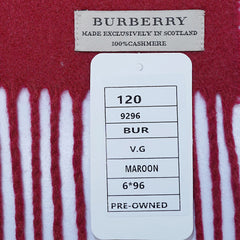 BURBERRY
MADE EXCLUSIVELY IN SCOTLAND
100%CASHMERE
120
9296
BUR
V.G
MAROON
6*96
PRE-OWNED